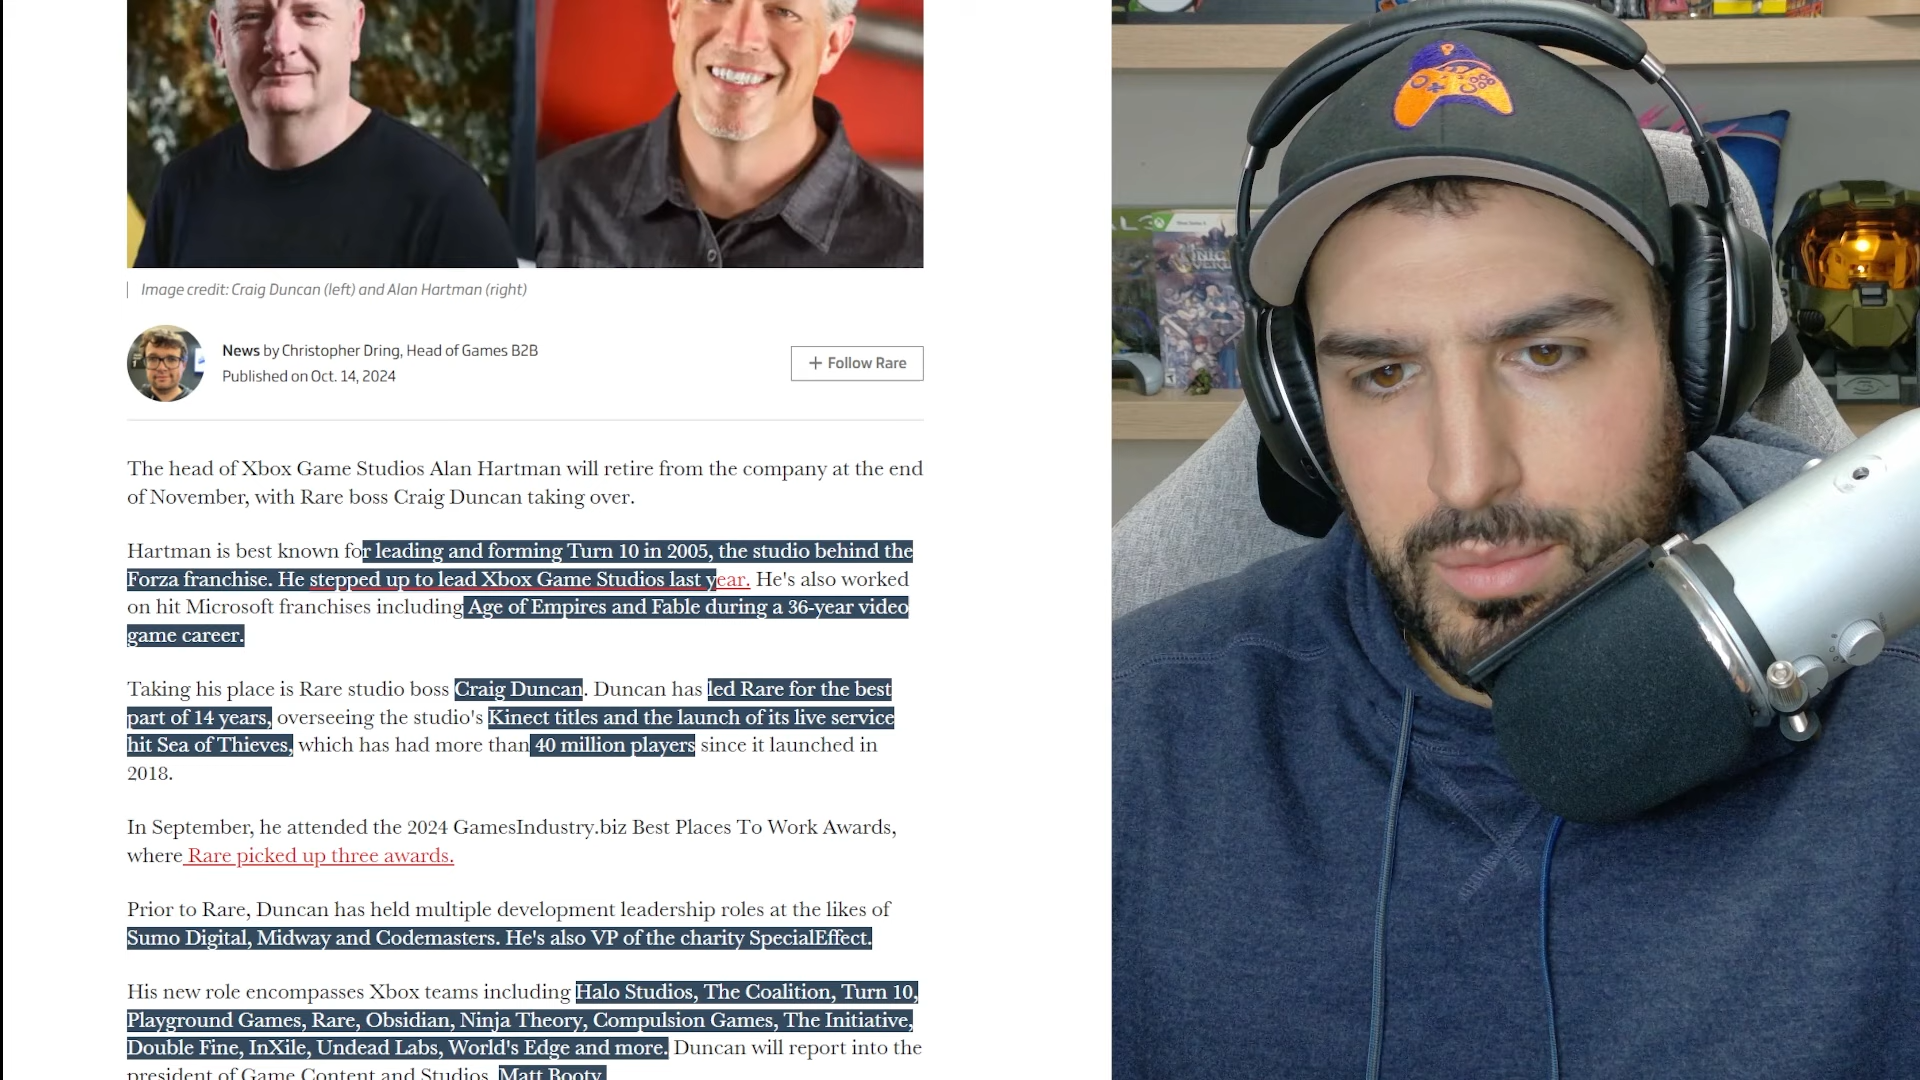 Image credit: Craig Duncan (left) and Alan Hartman (right)
News by Christopher Dring, Head of Games B2B
Published on Oct. 14, 2024
+ Follow Rare
The head of Xbox Game Studios Alan Hartman will retire from the company at the end
of November, with Rare boss Craig Duncan taking over.
Hartman is best known for leading and forming Turn 10 in 2005, the studio behind the
Forza franchise. He stepped up to lead Xbox Game Studios last year. He's also worked
on hit Microsoft franchises including Age of Empires and Fable during a 36-year video
game career.
Taking his place is Rare studio boss Craig Duncan. Duncan has led Rare for the best
part of 14 years, overseeing the studio's Kinect titles and the launch of its live service
hit Sea of Thieves, which has had more than 40 million players since it launched in
2018.
In September, he attended the 2024 GamesIndustry.biz Best Places To Work Awards,
where Rare picked up three awards.
Prior to Rare, Duncan has held multiple development leadership roles at the likes of
Sumo Digital, Midway and Codemasters. He's also VP of the charity SpecialEffect.
His new role encompasses Xbox teams including Halo Studios, The Coalition, Turn 10,
Playground Games, Rare, Obsidian, Ninja Theory, Compulsion Games, The Initiative,
Double Fine, InXile, Undead Labs, World's Edge and more. Duncan will report into the
president of Game Content and Studios, Matt Booty.